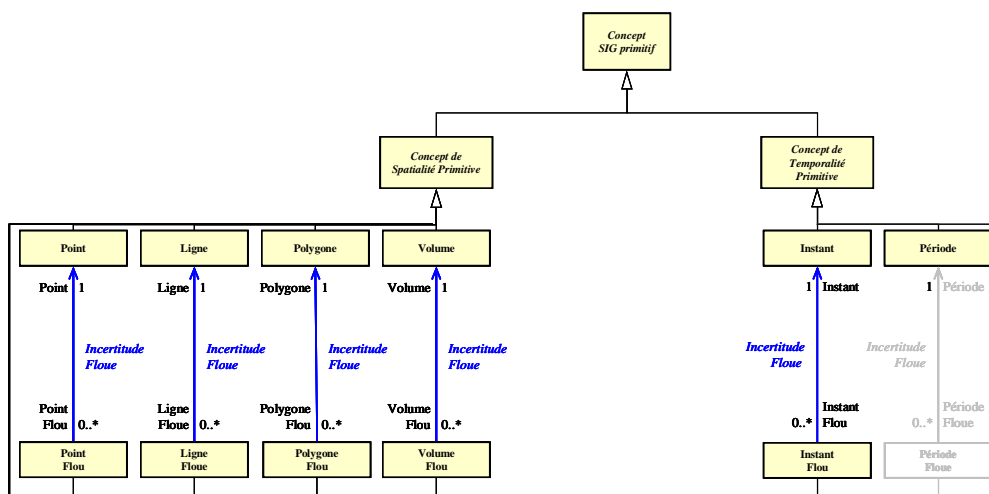 Concept
SIG primitif
Concept de
Spatialité Primitive
Concept de
Temporalité
Primitive
Point
Ligne
Polygone
Volume
Instant
Période
Point 1
Ligne 1
Polygone 1
Volume 1
1 Instant
1 Période
Incertitude
Floue
Incertitude
Floue
Incertitude
Floue
Incertitude
Floue
Incertitude
Floue
Incertitude
Floue
Point
Flou 0..*
Ligne
Floue 0..*
Polygone
Flou 0..*
Volume
Flou 0..*
Instant
0..* Flou
Période
0..* Floue
Point
Flou
Ligne
Floue
Polygone
Flou
Volume
Flou
Instant
Flou
Période
Floue